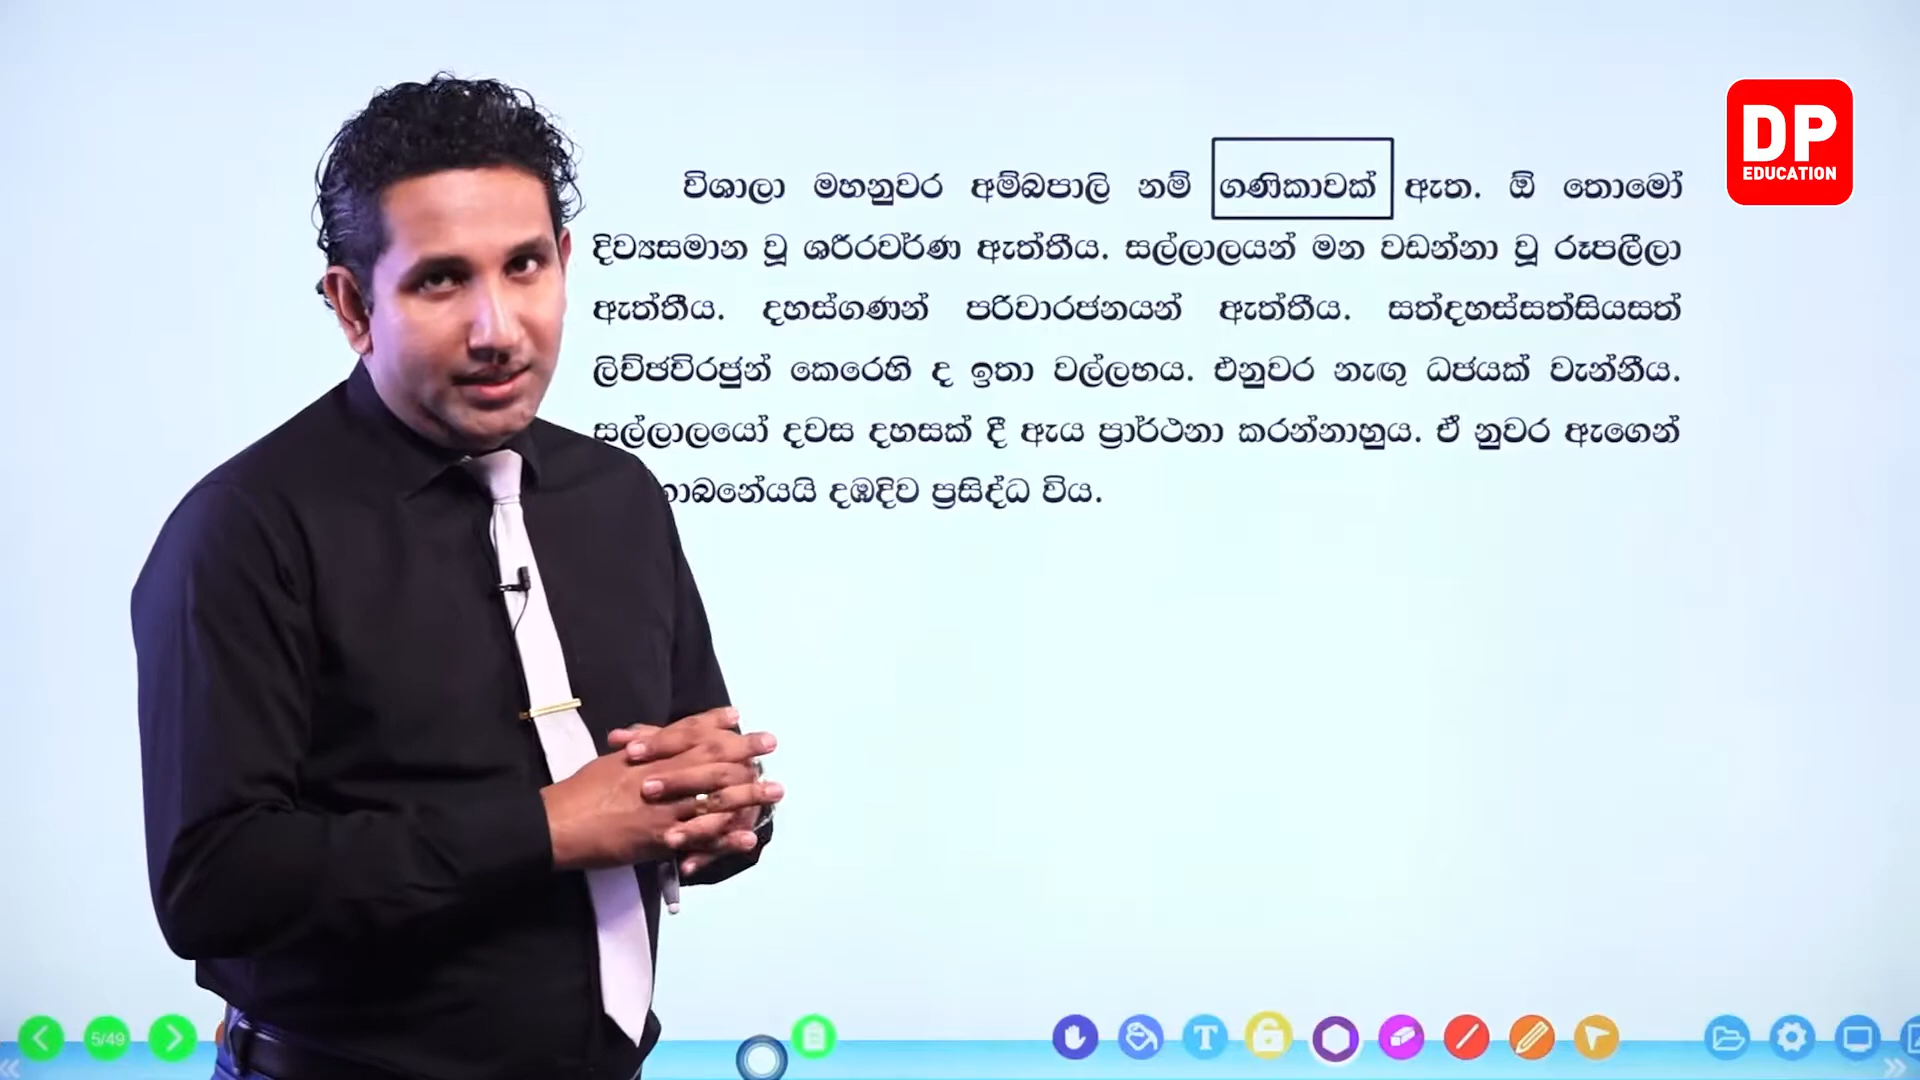 විශාලා මහනුවර අම්බපාලි නම් ගණිකාවක් ඇත. ඕ තොමෝ
දිව්‍යසමාන වූ ශරීරවර්ණ ඇත්තීය. සල්ලාලයන් මන වඩන්නා වූ රූපලීලා
ඇත්තීය. දහස්ගණන් පරිවාරජනයන් ඇත්තීය. සත්දහස්සත්සියසත්
ලිච්ඡවිරජුන් කෙරෙහි ද ඉතා වල්ලභය. එනුවර නැඟු ධජයක් වැන්නීය.
සල්ලාලයෝ දවස දහසක් දී ඇය ප්‍රාර්ථනා කරන්නාහුය. ඒ නුවර ඇගෙන්
දඹදිව ප්‍රසිද්ධ විය.
DP
EDUCATION
5/49
T